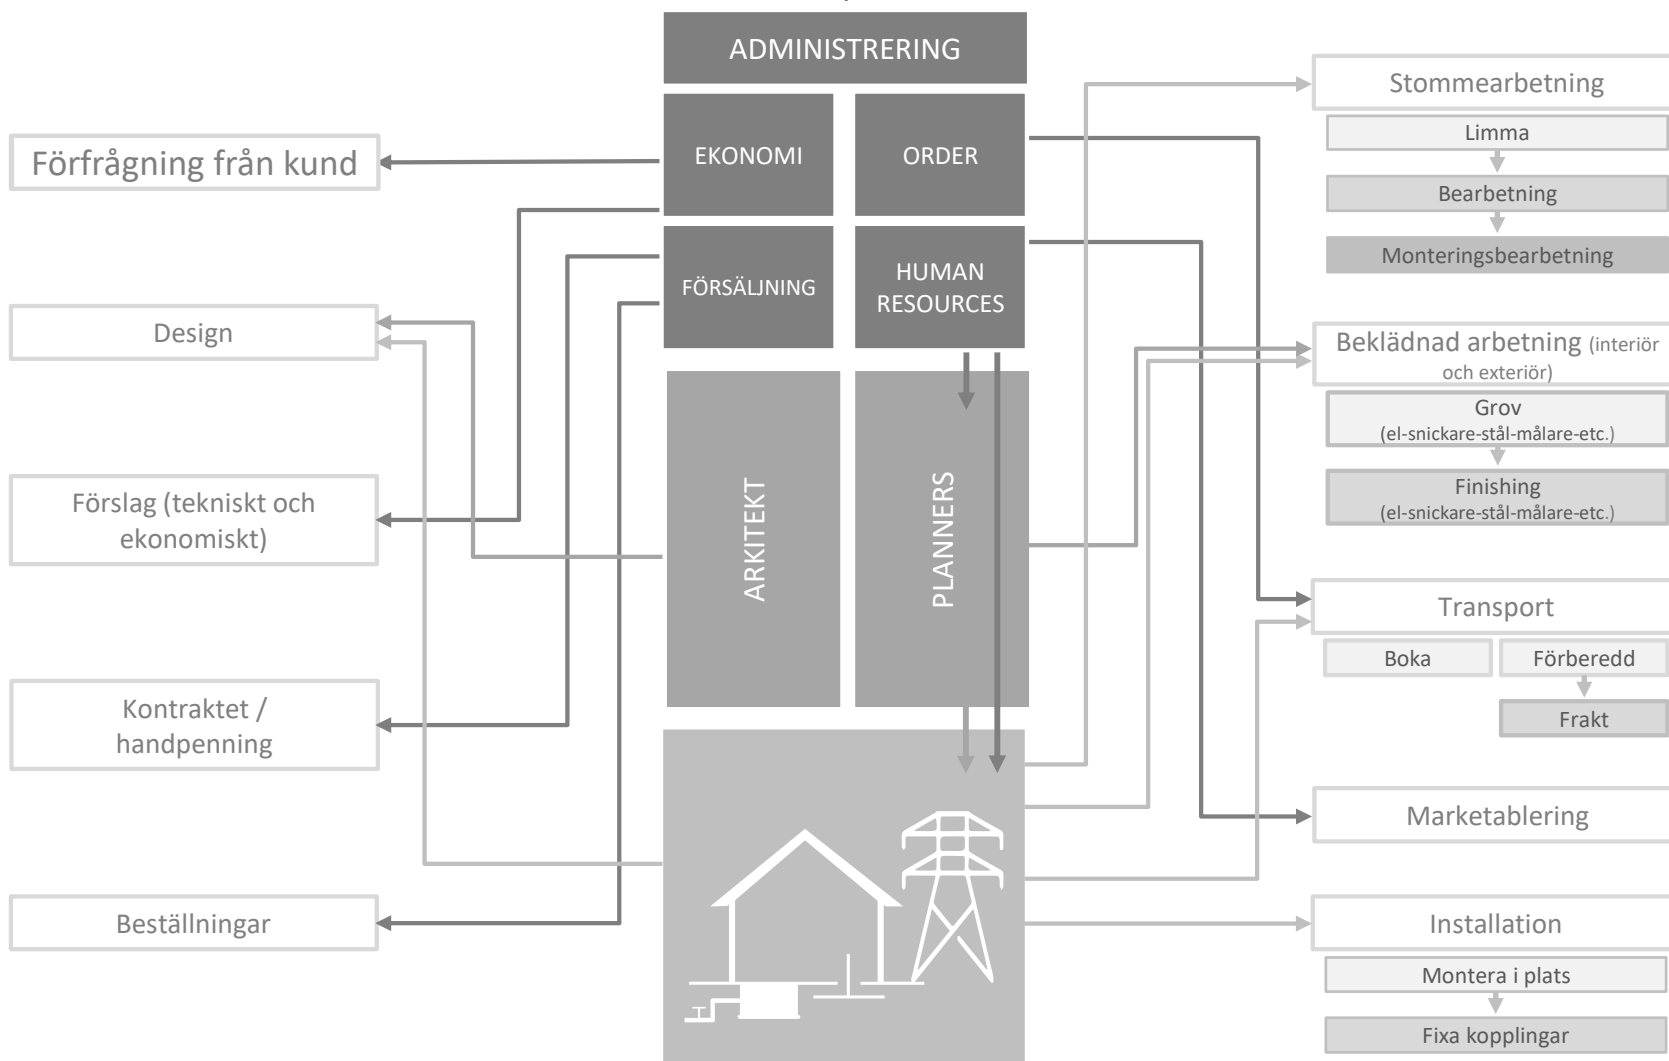 ADMINISTRERING
EKONOMI
ORDER
FÖRSÄLJNING
HUMAN
RESOURCES
ARKITEKT
PLANNERS
Förfrågning från kund
Design
Förslag (tekniskt och
ekonomiskt)
Kontraktet /
handpenning
Beställningar
Stommearbetning
Limma
Bearbetning
Monteringsbearbetning
Beklädnad arbetning (interiör
och exteriör)
Grov
(el-snickare-stål-målare-etc.)
Finishing
(el-snickare-stål-målare-etc.)
Transport
Boka
Förberedd
Frakt
Marketablering
Installation
Montera i plats
Fixa kopplingar